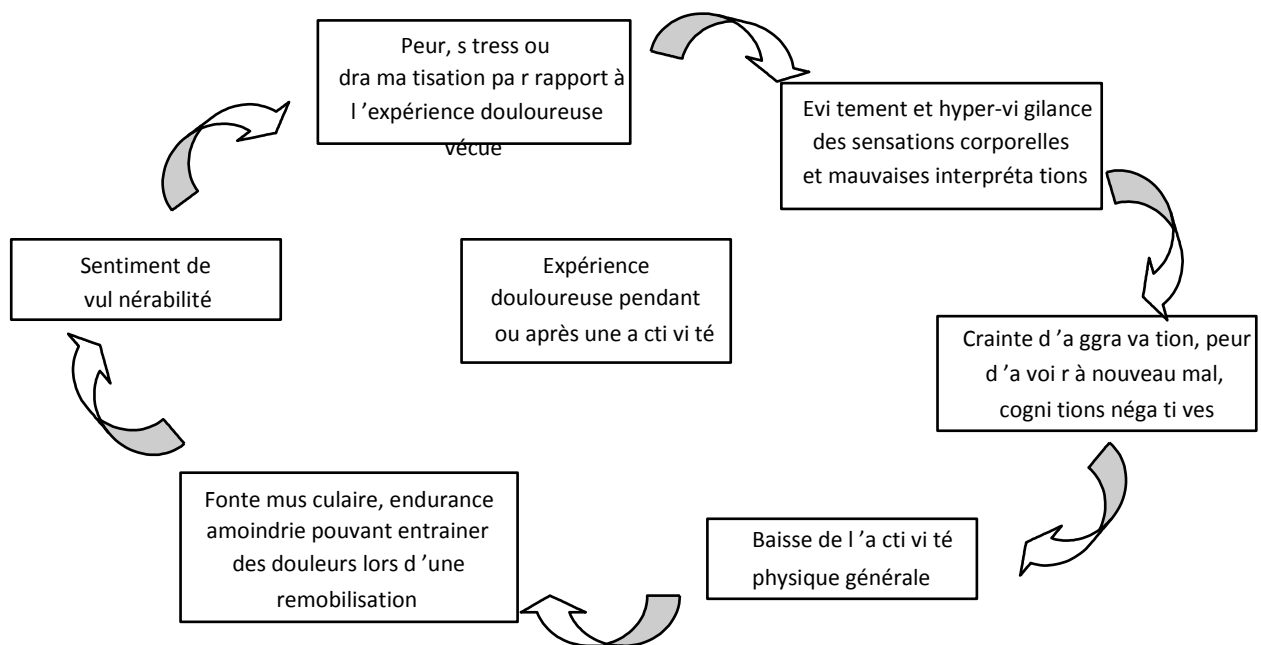 Peur, s tress ou
dra ma tisation pa r rapport à
l ’expérience douloureuse
vécue
Evi tement et hyper-vi gilance
des sensations corporelles
et mauvaises interpréta tions
Sentiment de
vul nérabilité
Expérience
douloureuse pendant
ou après une a cti vi té
Crainte d ’a ggra va tion, peur
d ’a voi r à nouveau mal,
cogni tions néga ti ves
Fonte mus culaire, endurance
amoindrie pouvant entrainer
des douleurs lors d ’une
remobilisation
Baisse de l ’a cti vi té
physique générale